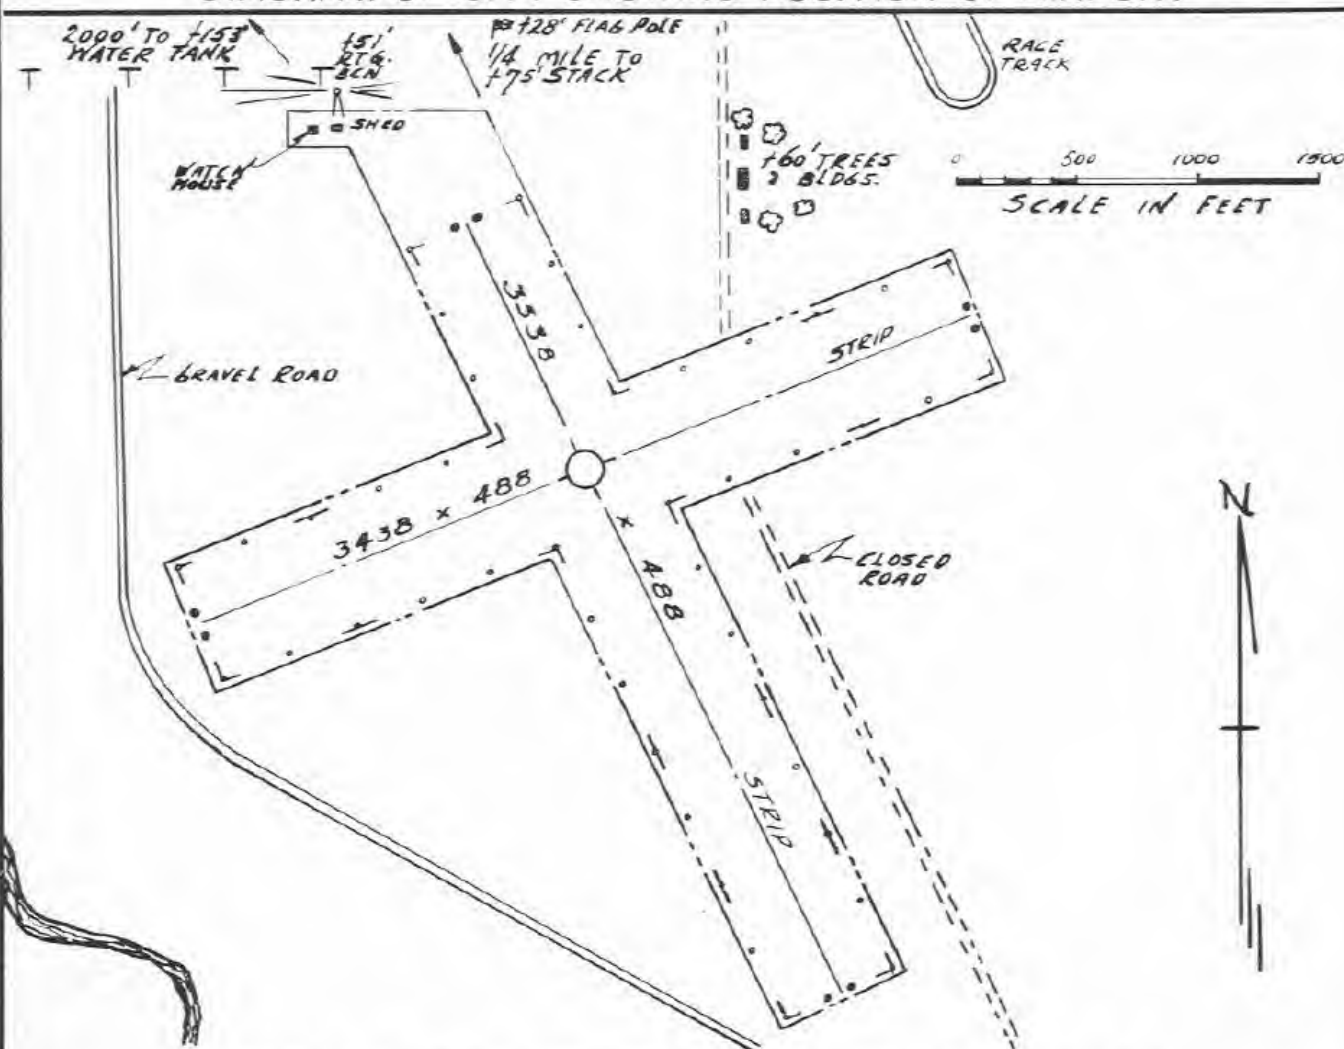 2000' TO +153'
WATER TANK
+51'
RTG.
BCN
+28' FLAG POLE
1/4 MILE TO
+75' STACK
RACE
TRACK
SHED
WATCH
HOUSE
+60' TREES
2 BLDGS.
0 500 1000 1500
SCALE IN FEET
3538
STRIP
GRAVEL ROAD
3438 x 488
x 488
N
CLOSED
ROAD
STRIP